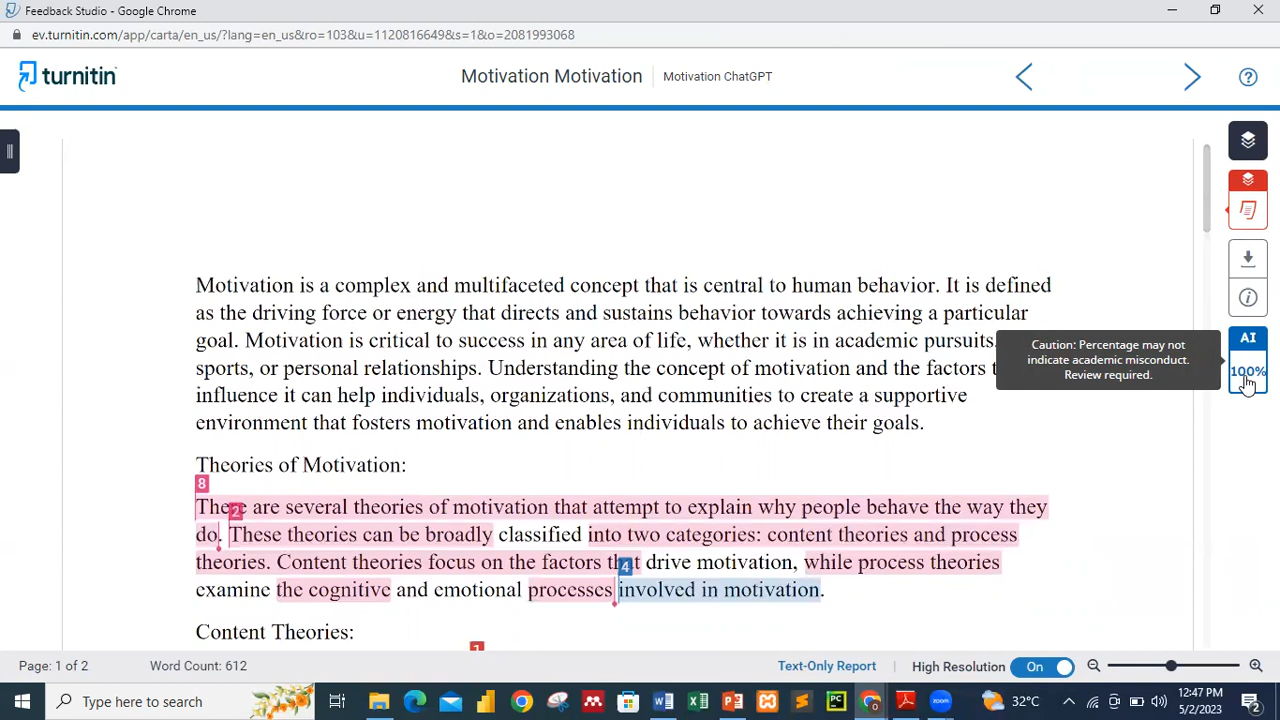 Feedback Studio - Google Chrome
ev.turnitin.com/app/carta/en_us/?lang=en_us&ro=103&u=1120816649&s=1&o=2081993068
turnitin
Motivation Motivation
Motivation ChatGPT
Motivation is a complex and multifaceted concept that is central to human behavior. It is defined
as the driving force or energy that directs and sustains behavior towards achieving a particular
goal. Motivation is critical to success in any area of life, whether it is in academic pursuits,
sports, or personal relationships. Understanding the concept of motivation and the factors
influence it can help individuals, organizations, and communities to create a supportive
environment that fosters motivation and enables individuals to achieve their goals.
AI
100%
Caution: Percentage may not
indicate academic misconduct.
Review required.
Theories of Motivation:
8
There are several theories of motivation that attempt to explain why people behave the way they
2
do. These theories can be broadly classified into two categories: content theories and process
theories. Content theories focus on the factors that drive motivation, while process theories
4
examine the cognitive and emotional processes involved in motivation.
Content Theories:
1
Page: 1 of 2
Word Count: 612
Text-Only Report
High Resolution
On
Type here to search
32°C
12:47 PM
5/2/2023
2